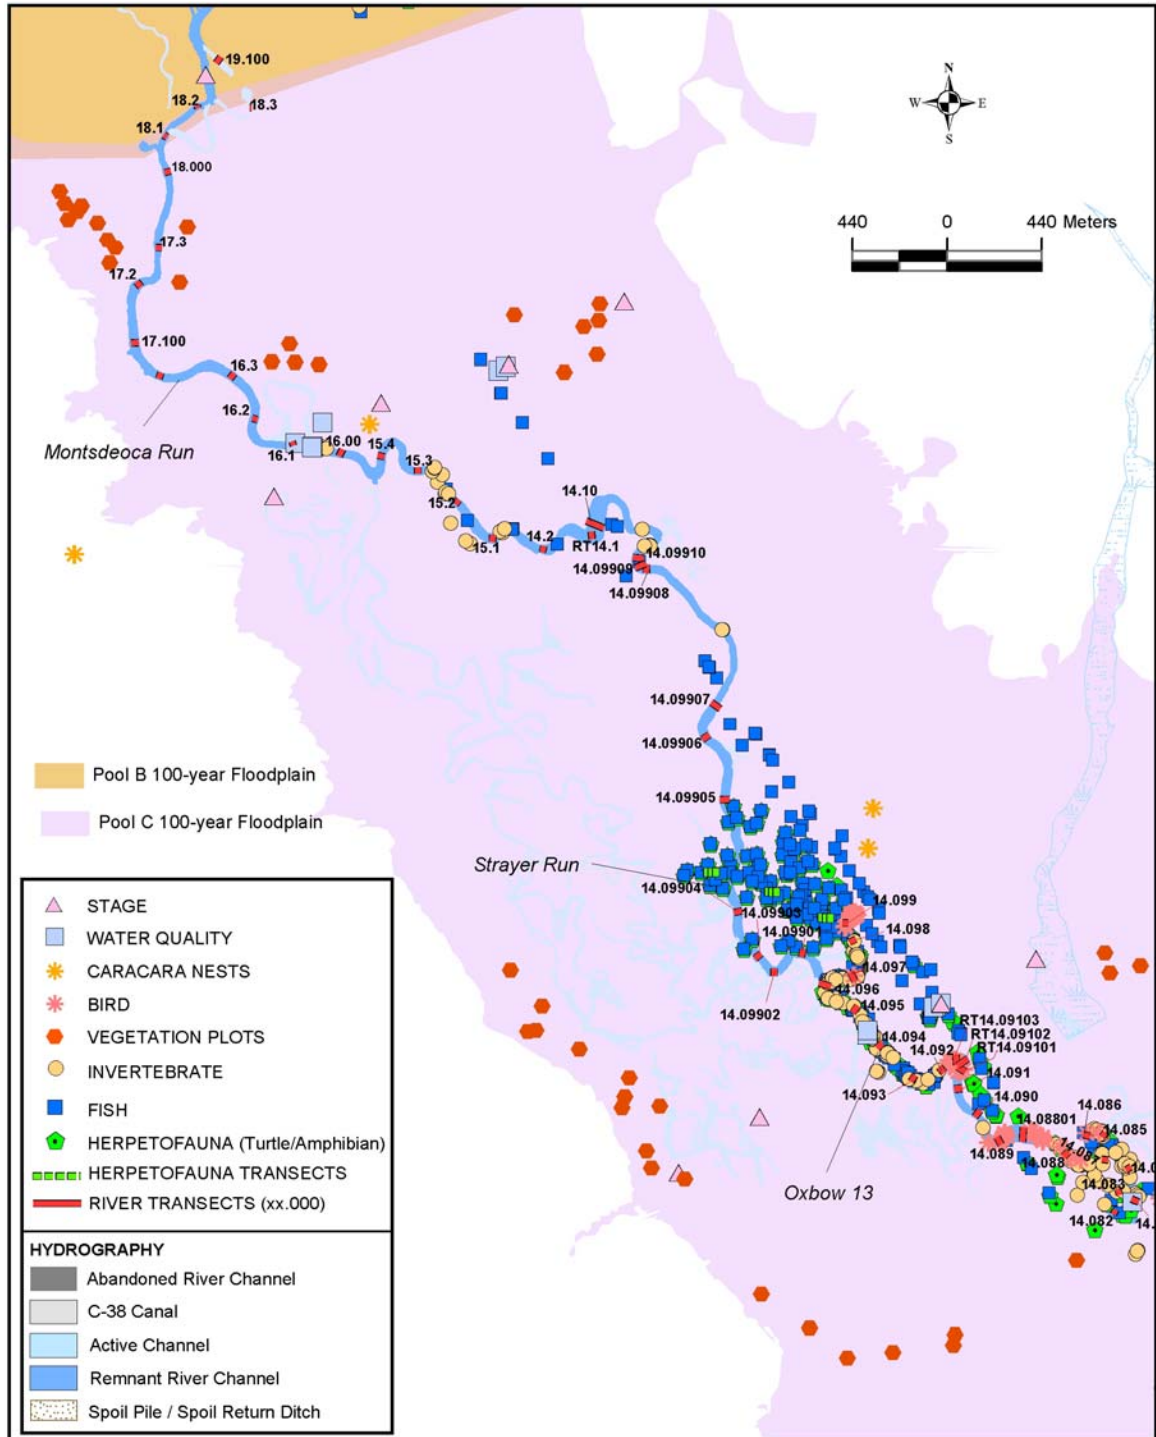 19.100
N
W E
S
18.2
18.3
18.1
18.000
440 0 440 Meters
17.3
17.2
17.100
16.3
16.2
Montsdeoca Run
16.1
16.00
15.4
15.3
15.2
15.1
14.2
14.10
RT14.1
14.09910
14.09909
14.09908
14.09907
14.09906
14.09905
Pool B 100-year Floodplain
Pool C 100-year Floodplain
Strayer Run
14.09904
14.09903
14.09901
14.09902
14.099
14.098
14.097
14.096
14.095
14.094
14.093
14.092
RT14.09103
RT14.09102
RT14.09101
14.091
14.090
14.08801
14.089
14.088
14.087
14.086
14.085
14.083
14.082
Oxbow 13
STAGE
WATER QUALITY
CARACARA NESTS
BIRD
VEGETATION PLOTS
INVERTEBRATE
FISH
HERPETOFAUNA (Turtle/Amphibian)
HERPETOFAUNA TRANSECTS
RIVER TRANSECTS (xx.000)
HYDROGRAPHY
Abandoned River Channel
C-38 Canal
Active Channel
Remnant River Channel
Spoil Pile / Spoil Return Ditch